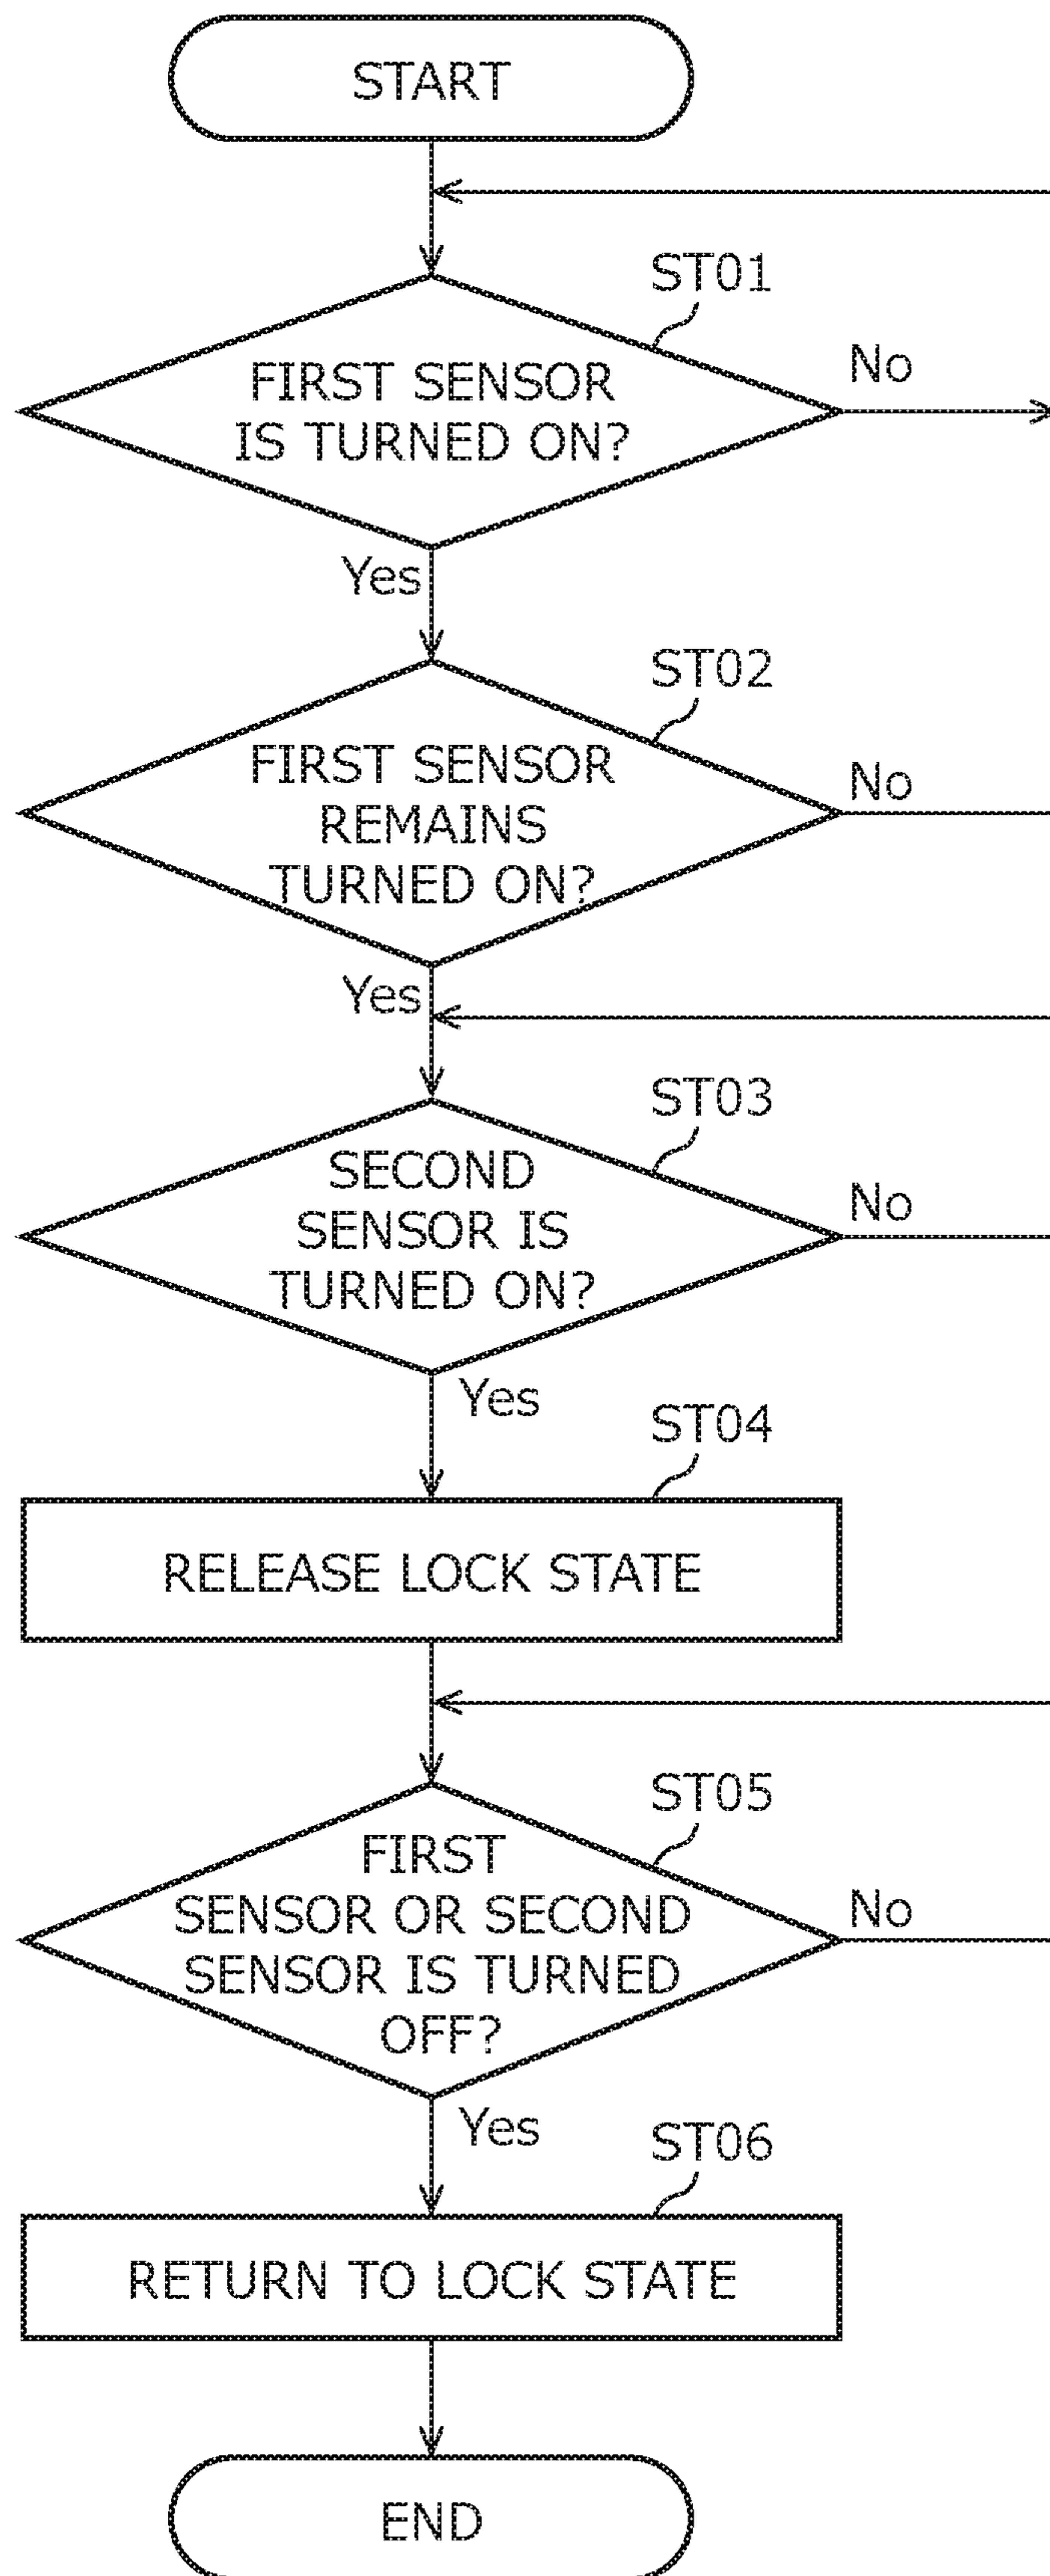 START
ST01
No
FIRST SENSOR
IS TURNED ON?
Yes
ST02
No
FIRST SENSOR
REMAINS
TURNED ON?
Yes
ST03
No
SECOND
SENSOR IS
TURNED ON?
Yes
ST04
RELEASE LOCK STATE
ST05
No
FIRST
SENSOR OR SECOND
SENSOR IS TURNED
OFF?
Yes
ST06
RETURN TO LOCK STATE
END